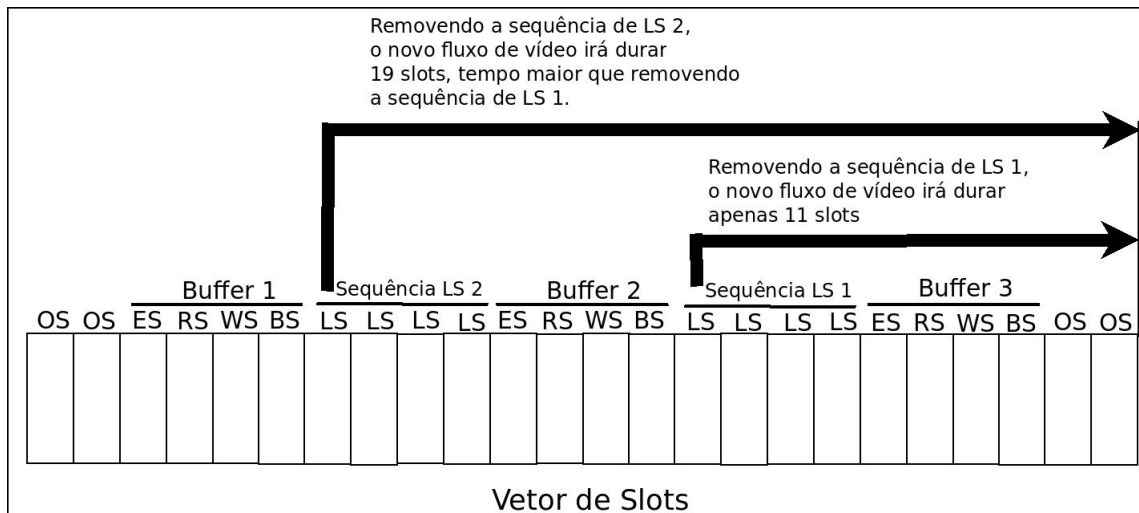 Removendo a sequência de LS 2,
o novo fluxo de vídeo irá durar
19 slots, tempo maior que removendo
a sequência de LS 1.
Removendo a sequência de LS 1,
o novo fluxo de vídeo irá durar
apenas 11 slots
Buffer 1 Sequência LS 2 Buffer 2 Sequência LS 1 Buffer 3
OS OS ES RS WS BS LS LS LS LS ES RS WS BS LS LS LS LS ES RS WS BS OS OS
Vetor de Slots